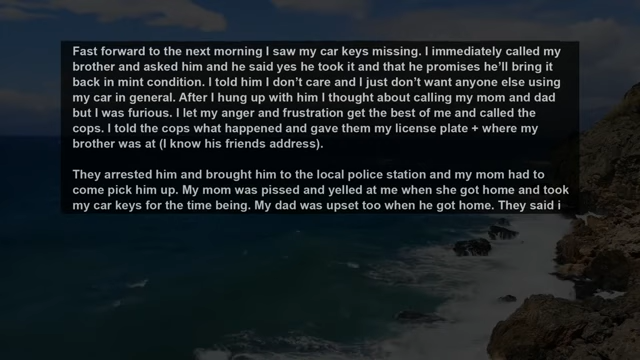 Fast forward to the next morning I saw my car keys missing. I immediately called my
brother and asked him and he said yes he took it and that he promises he'll bring it
back in mint condition. I told him I don't care and I just don't want anyone else using
my car in general. After I hung up with him I thought about calling my mom and dad
but I was furious. I let my anger and frustration get the best of me and called the
cops. I told the cops what happened and gave them my license plate + where my
brother was at (I know his friends address).
They arrested him and brought him to the local police station and my mom had to
come pick him up. My mom was pissed and yelled at me when she got home and took
my car keys for the time being. My dad was upset too when he got home. They said i